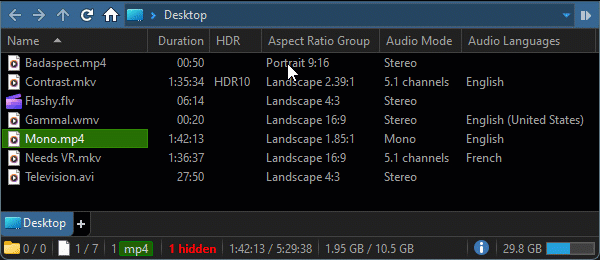 Desktop
Name Duration HDR Aspect Ratio Group Audio Mode Audio Languages
Badaspect.mp4 00:50 Portrait 9:16 Stereo
Contrast.mkv 1:35:34 HDR10 Landscape 2.39:1 5.1 channels English
Flashy.flv 06:14 Landscape 4:3 Stereo
Gammal.wmv 00:20 Landscape 16:9 Stereo English (United States)
Mono.mp4 1:42:13 Landscape 1.85:1 Mono English
Needs VR.mkv 1:36:37 Landscape 16:9 5.1 channels French
Television.avi 27:50 Landscape 4:3 Stereo
Desktop +
0 / 0 1 / 7 1 mp4 1 hidden 1:42:13 / 5:29:38 1.95 GB / 10.5 GB 29.8 GB